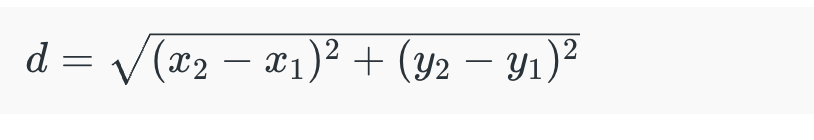 d = √(x₂ − x₁)² + (y₂ − y₁)²